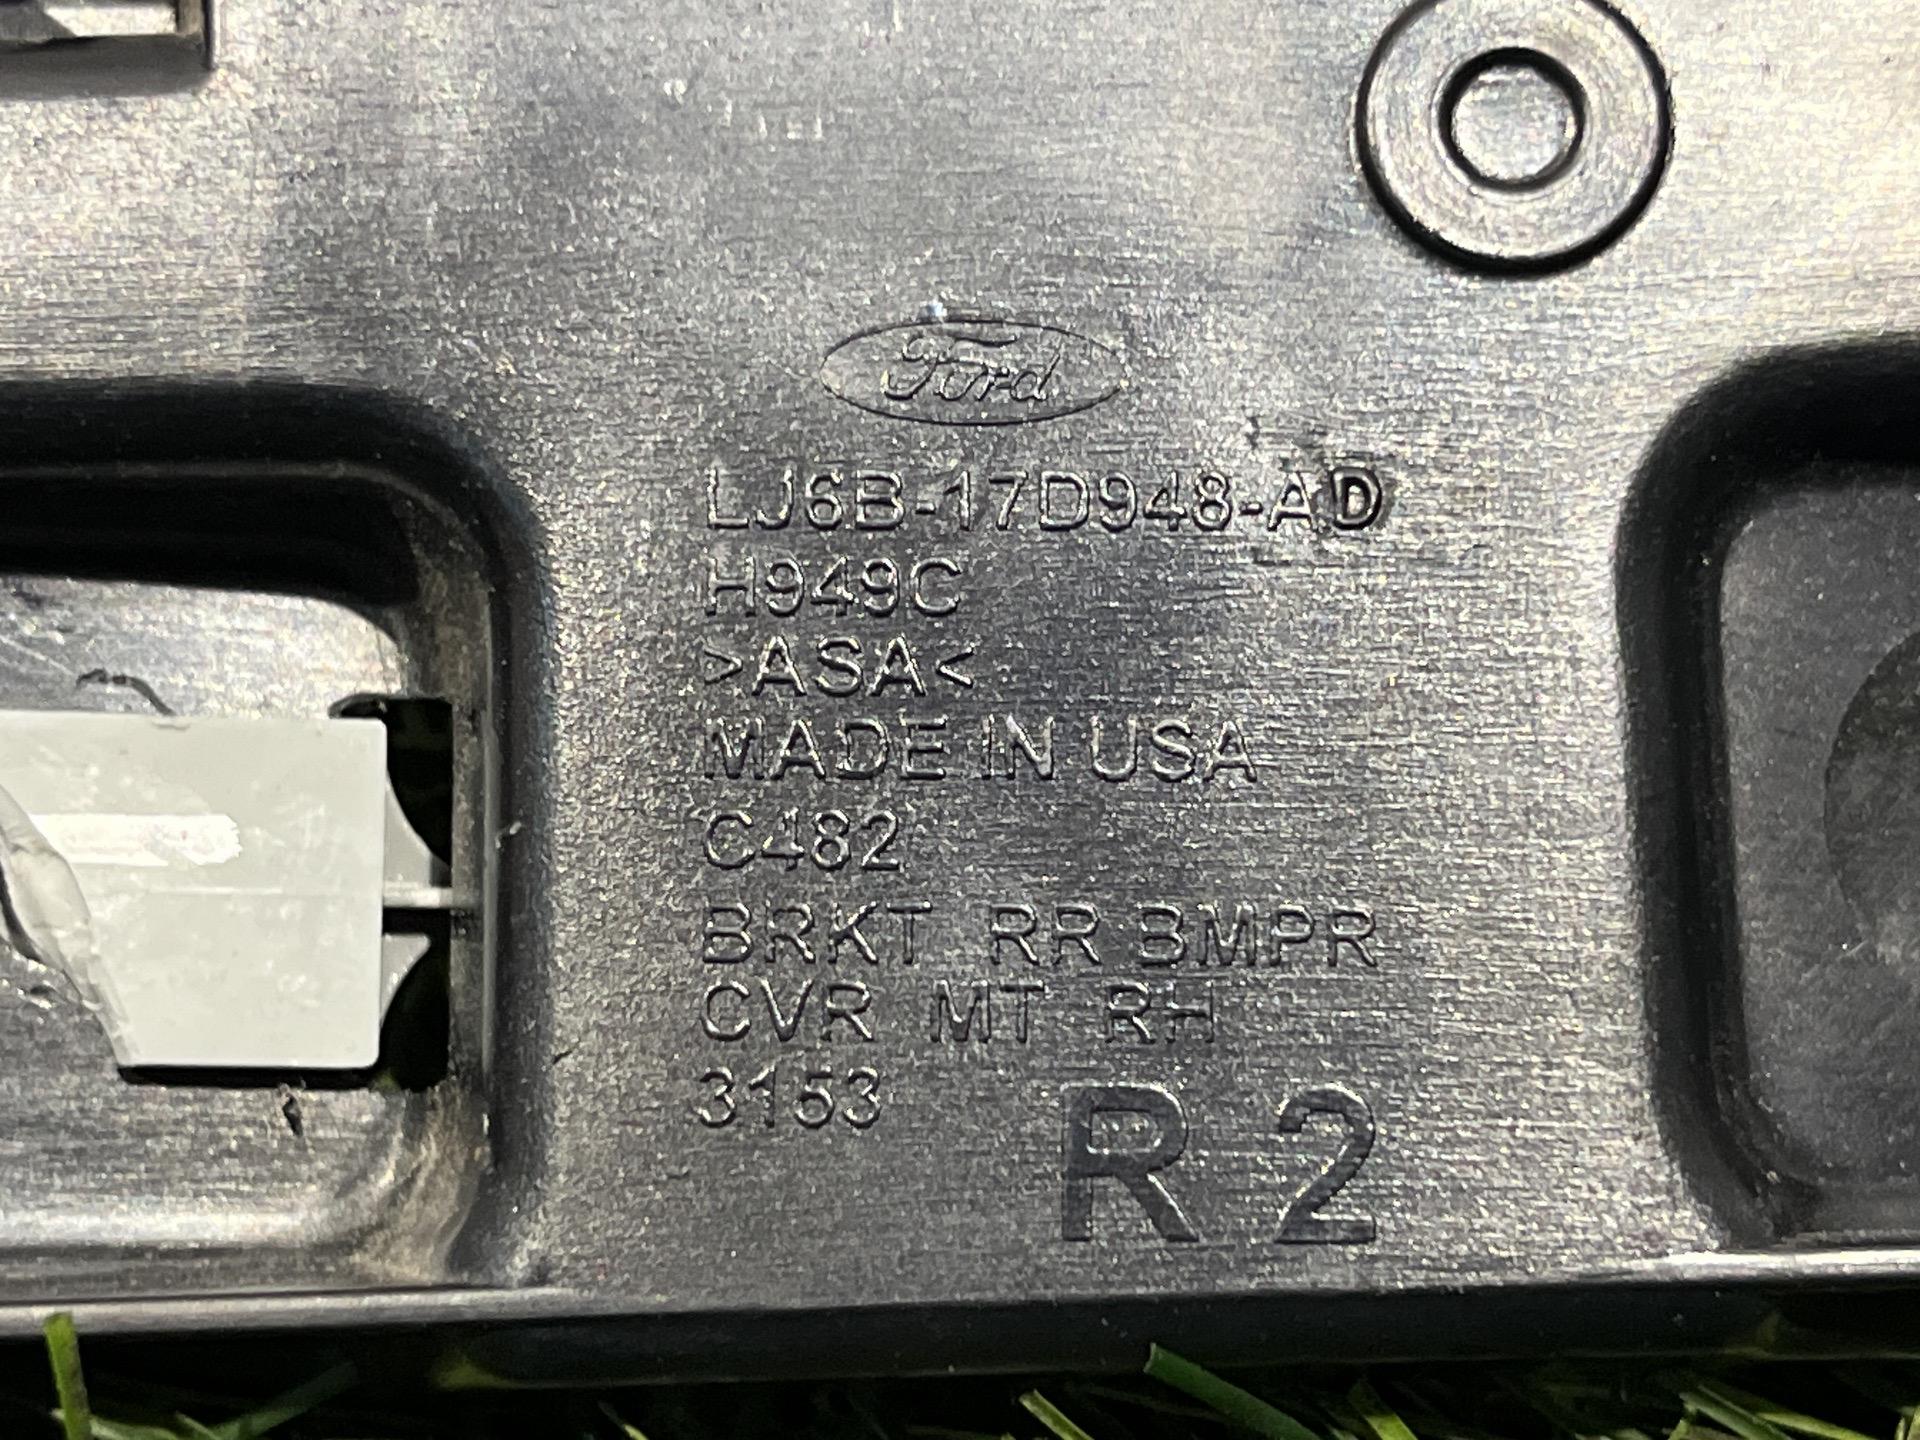 Ford
LJ6B-17D948-AD
H949C
>ASA<
MADE IN USA
C482
BRKT RR BMPR
CVR MT RH
3153
R 2